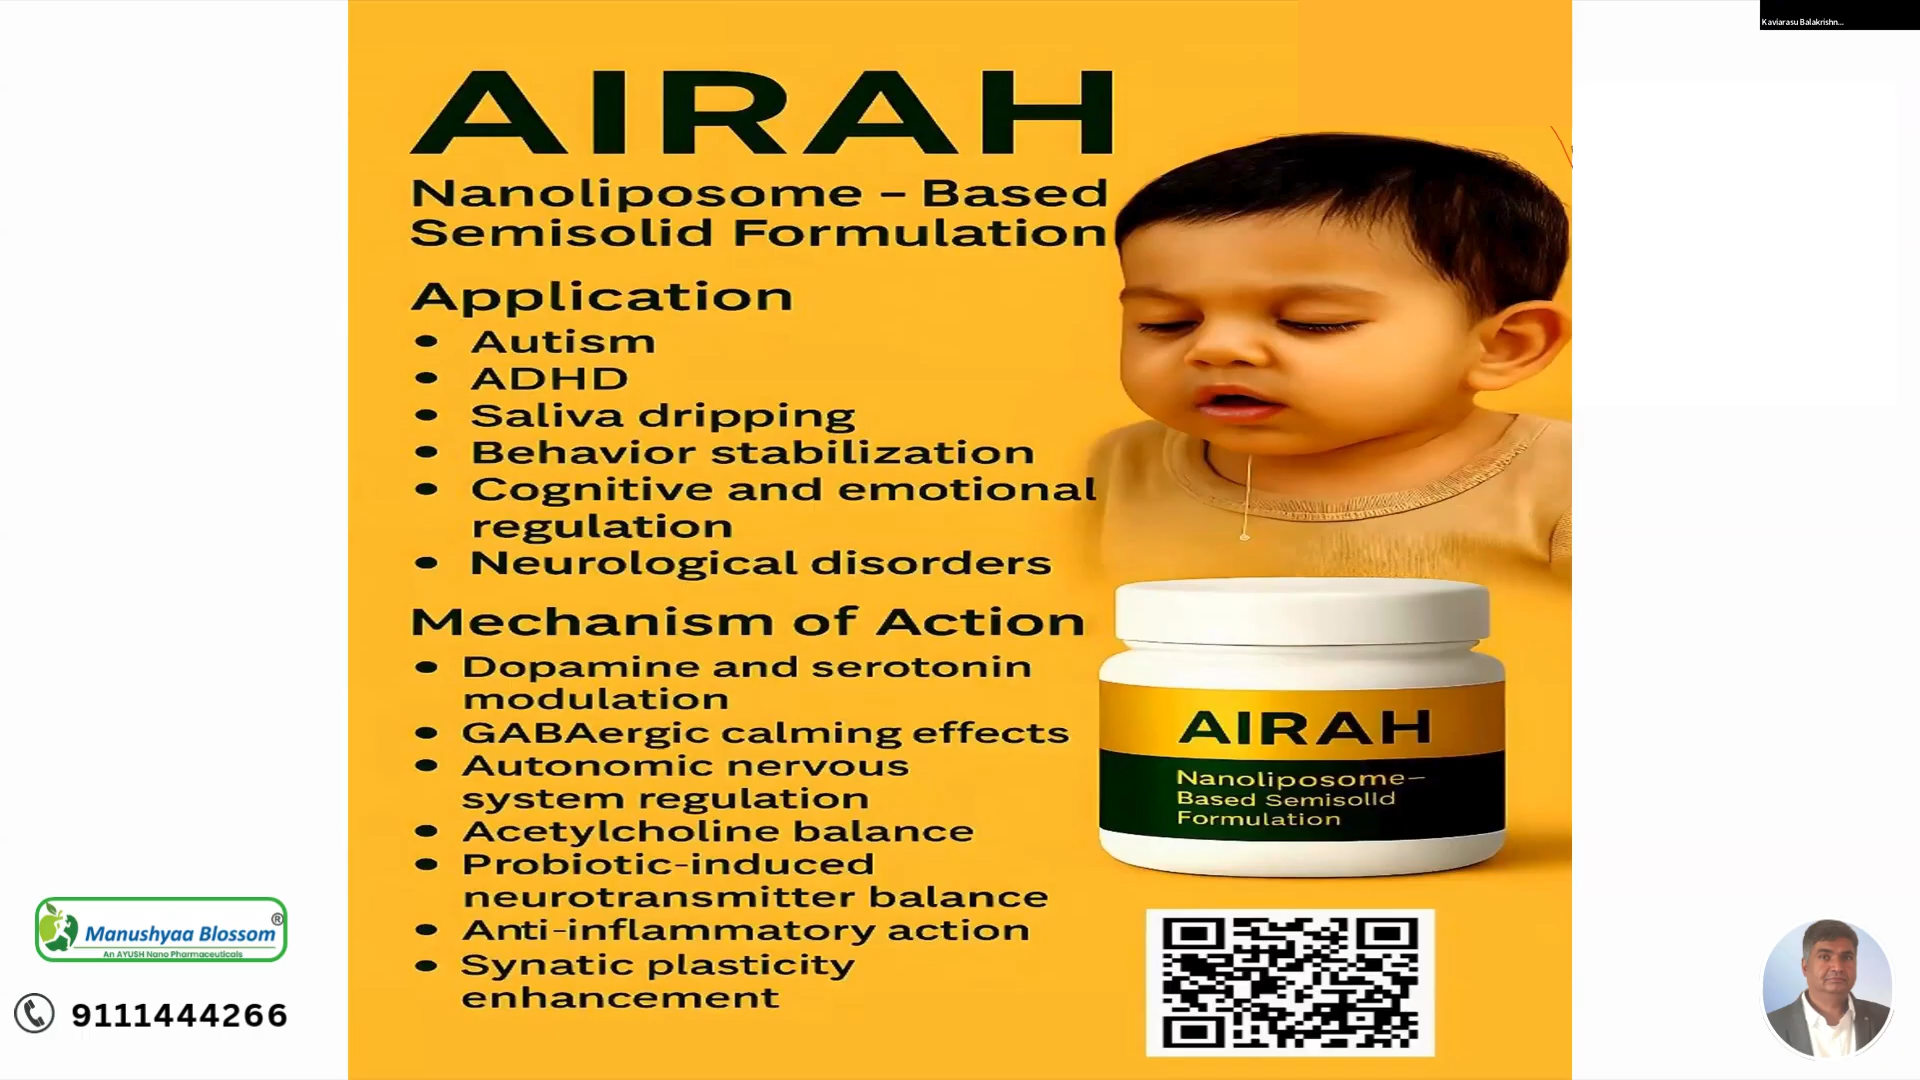 Kaviarasu Balakrishn...
AIRAH
Nanoliposome – Based
Semisolid Formulation
Application
• Autism
• ADHD
• Saliva dripping
• Behavior stabilization
• Cognitive and emotional
regulation
• Neurological disorders
Mechanism of Action
• Dopamine and serotonin
modulation
• GABAergic calming effects
• Autonomic nervous
system regulation
• Acetylcholine balance
• Probiotic-induced
neurotransmitter balance
• Anti-inflammatory action
• Synatic plasticity
enhancement
AIRAH
Nanoliposome–
Based Semisolid
Formulation
Manushyaa Blossom ®
An AYUSH Nano Pharmaceuticals
9111444266